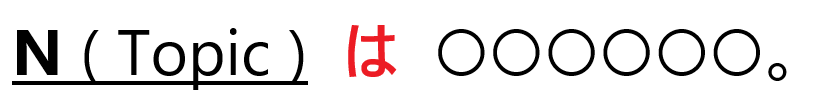 N ( Topic ) は 〇〇〇〇〇〇。